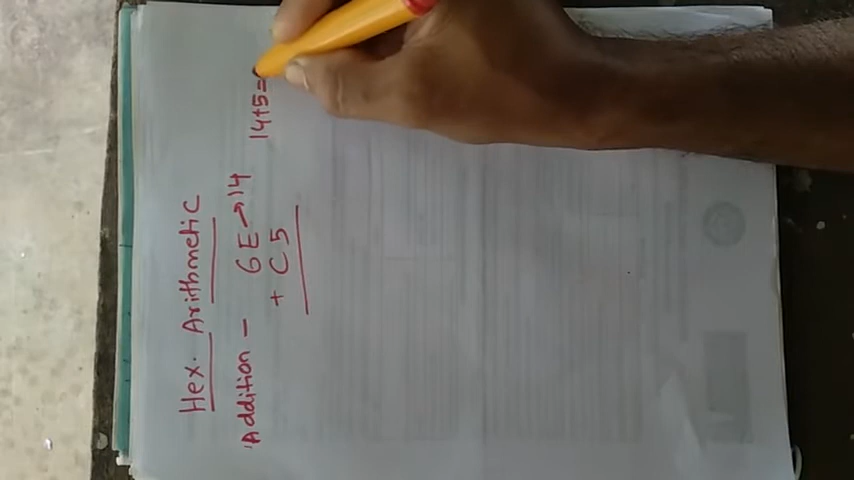 Hex. Arithmetic
Addition - 6E→14
+ C5
14+5=